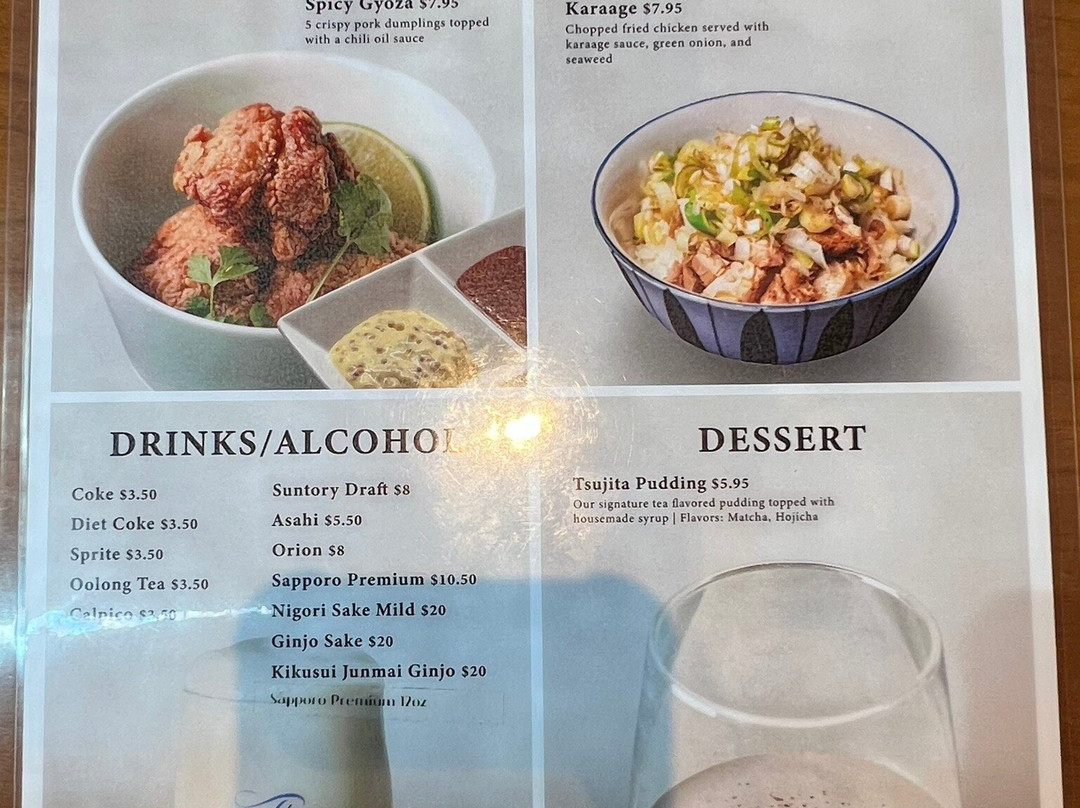 Spicy Gyoza $7.95
5 crispy pork dumplings topped
with a chili oil sauce
Karaage $7.95
Chopped fried chicken served with
karaage sauce, green onion, and
seaweed
DRINKS/ALCOHOL
Coke $3.50
Diet Coke $3.50
Sprite $3.50
Oolong Tea $3.50
Calpico $3.50
Suntory Draft $8
Asahi $5.50
Orion $8
Sapporo Premium $10.50
Nigori Sake Mild $20
Ginjo Sake $20
Kikusui Junmai Ginjo $20
Sapporo Premium 12oz
DESSERT
Tsujita Pudding $5.95
Our signature tea flavored pudding topped with
housemade syrup | Flavors: Matcha, Hojicha